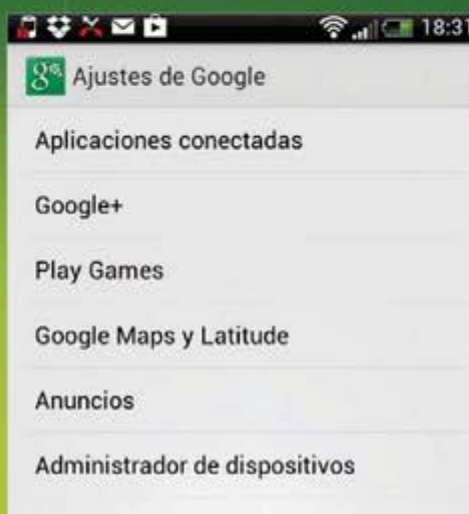 18:31
Ajustes de Google
Aplicaciones conectadas
Google+
Play Games
Google Maps y Latitude
Anuncios
Administrador de dispositivos